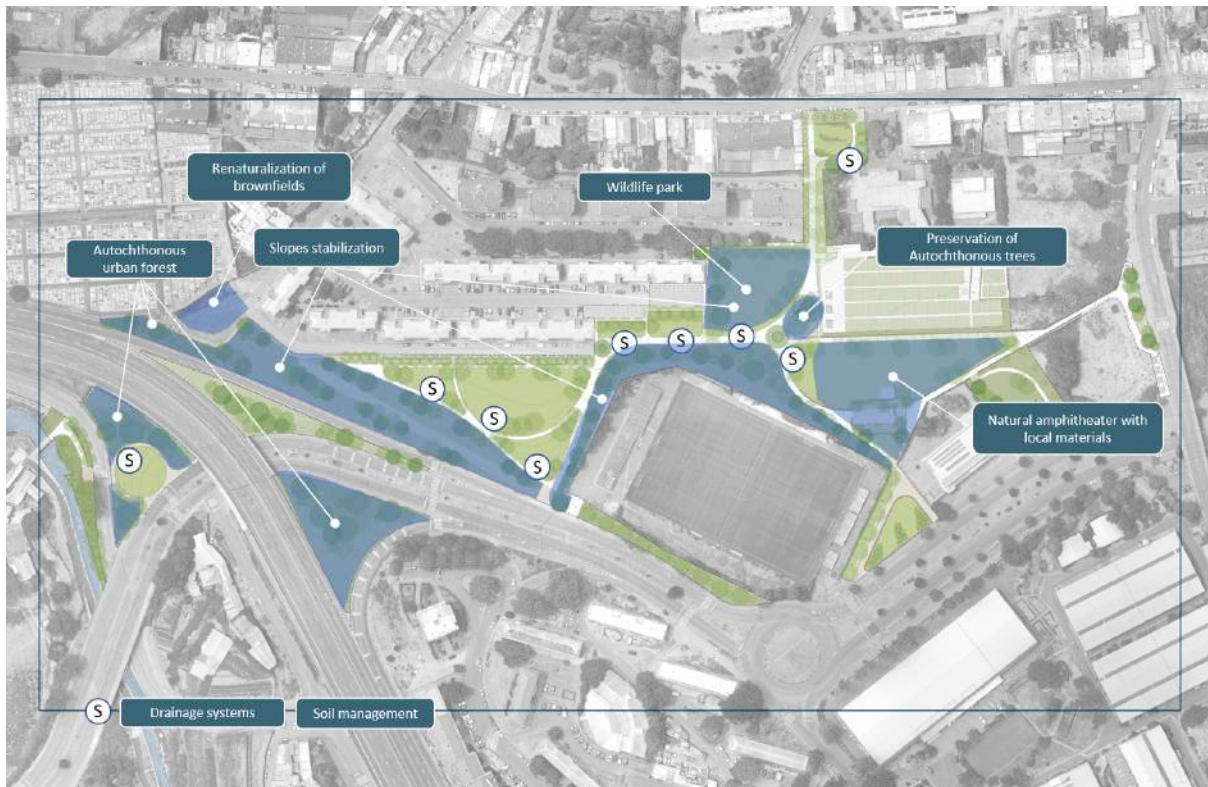 Renaturalization of
brownfields
Wildlife park
S
Autochthonous
urban forest
Slopes stabilization
Preservation of
Autochthonous trees
S
S
S
S
S
S
Natural amphitheater with
local materials
S
S
S
Drainage systems
Soil management